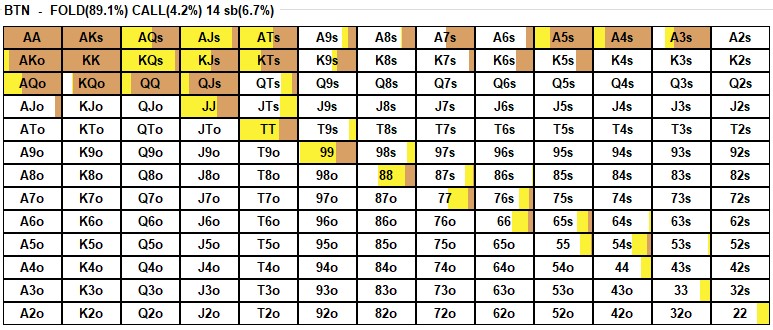 BTN - FOLD(89.1%) CALL(4.2%) 14 sb(6.7%)
AA AKs AQs AJs ATs A9s A8s A7s A6s A5s A4s A3s A2s
AKo KK KQs KJs KTs K9s K8s K7s K6s K5s K4s K3s K2s
AQo KQo QQ QJs QTs Q9s Q8s Q7s Q6s Q5s Q4s Q3s Q2s
AJo KJo QJo JJ JTs J9s J8s J7s J6s J5s J4s J3s J2s
ATo KTo QTo JTo TT T9s T8s T7s T6s T5s T4s T3s T2s
A9o K9o Q9o J9o T9o 99 98s 97s 96s 95s 94s 93s 92s
A8o K8o Q8o J8o T8o 98o 88 87s 86s 85s 84s 83s 82s
A7o K7o Q7o J7o T7o 97o 87o 77 76s 75s 74s 73s 72s
A6o K6o Q6o J6o T6o 96o 86o 76o 66 65s 64s 63s 62s
A5o K5o Q5o J5o T5o 95o 85o 75o 65o 55 54s 53s 52s
A4o K4o Q4o J4o T4o 94o 84o 74o 64o 54o 44 43s 42s
A3o K3o Q3o J3o T3o 93o 83o 73o 63o 53o 43o 33 32s
A2o K2o Q2o J2o T2o 92o 82o 72o 62o 52o 42o 32o 22